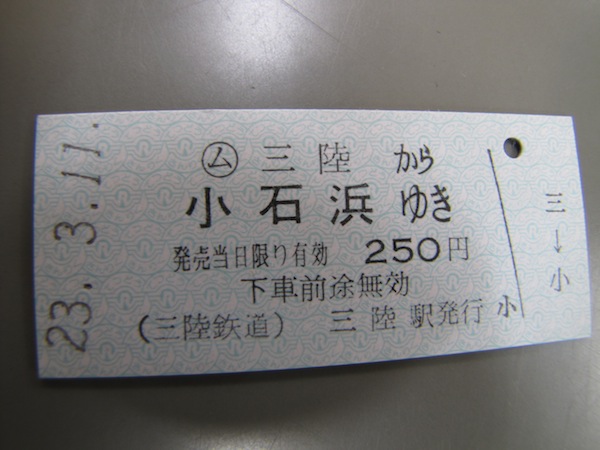 23.3.11.
㋰三陸から
小石浜ゆき
発売当日限り有効 250円
下車前途無効
(三陸鉄道) 三陸駅発行
小
三→小